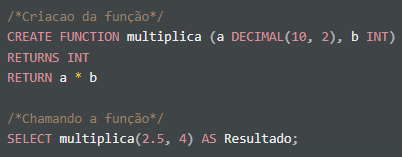 /*Criacao da função*/
CREATE FUNCTION multiplica (a DECIMAL(10, 2), b INT)
RETURNS INT
RETURN a * b
/*Chamando a função*/
SELECT multiplica(2.5, 4) AS Resultado;